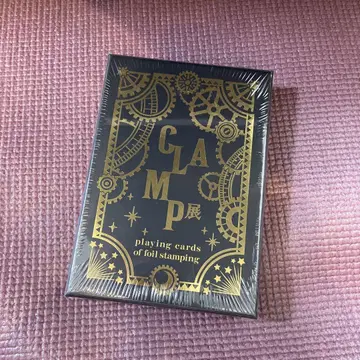 CLAMP展
playing cards
of foil stamping